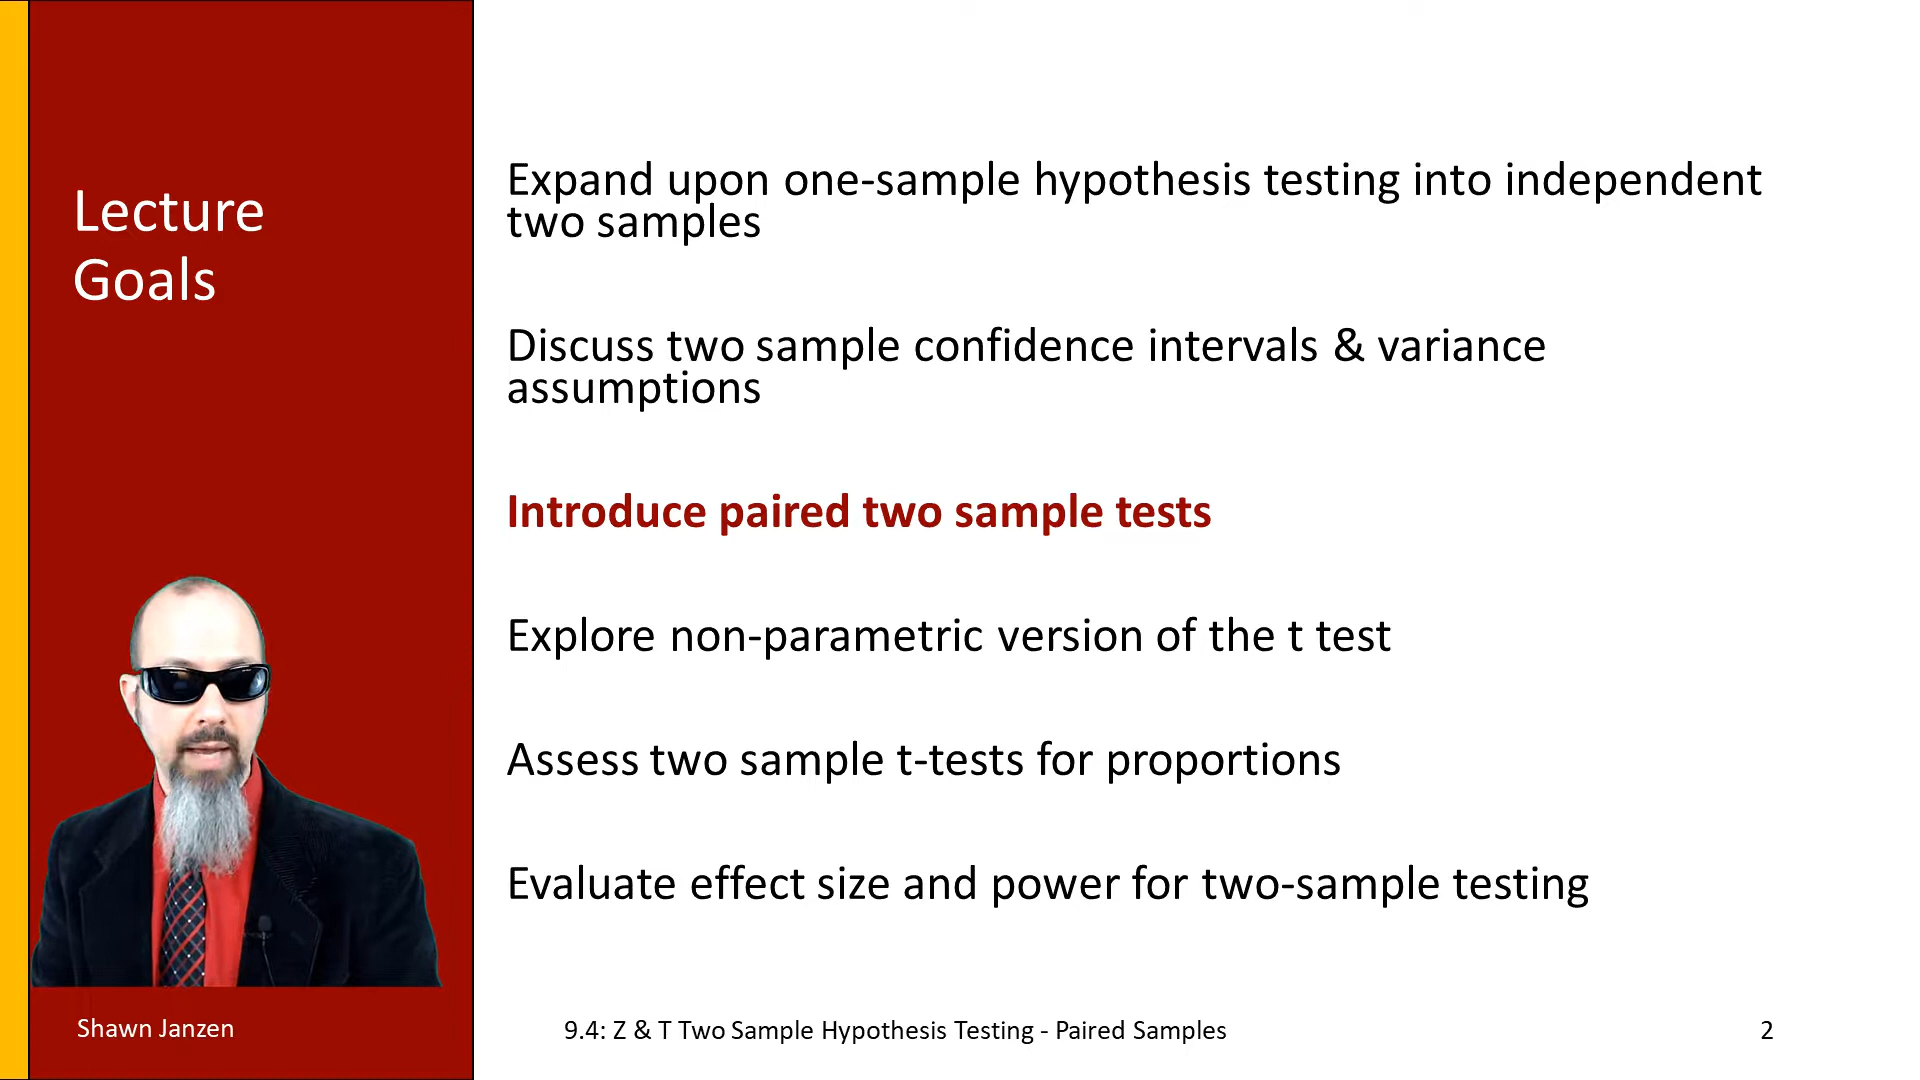 Lecture
Goals
Expand upon one-sample hypothesis testing into independent
two samples
Discuss two sample confidence intervals & variance
assumptions
Introduce paired two sample tests
Explore non-parametric version of the t test
Assess two sample t-tests for proportions
Evaluate effect size and power for two-sample testing
Shawn Janzen
9.4: Z & T Two Sample Hypothesis Testing - Paired Samples
2